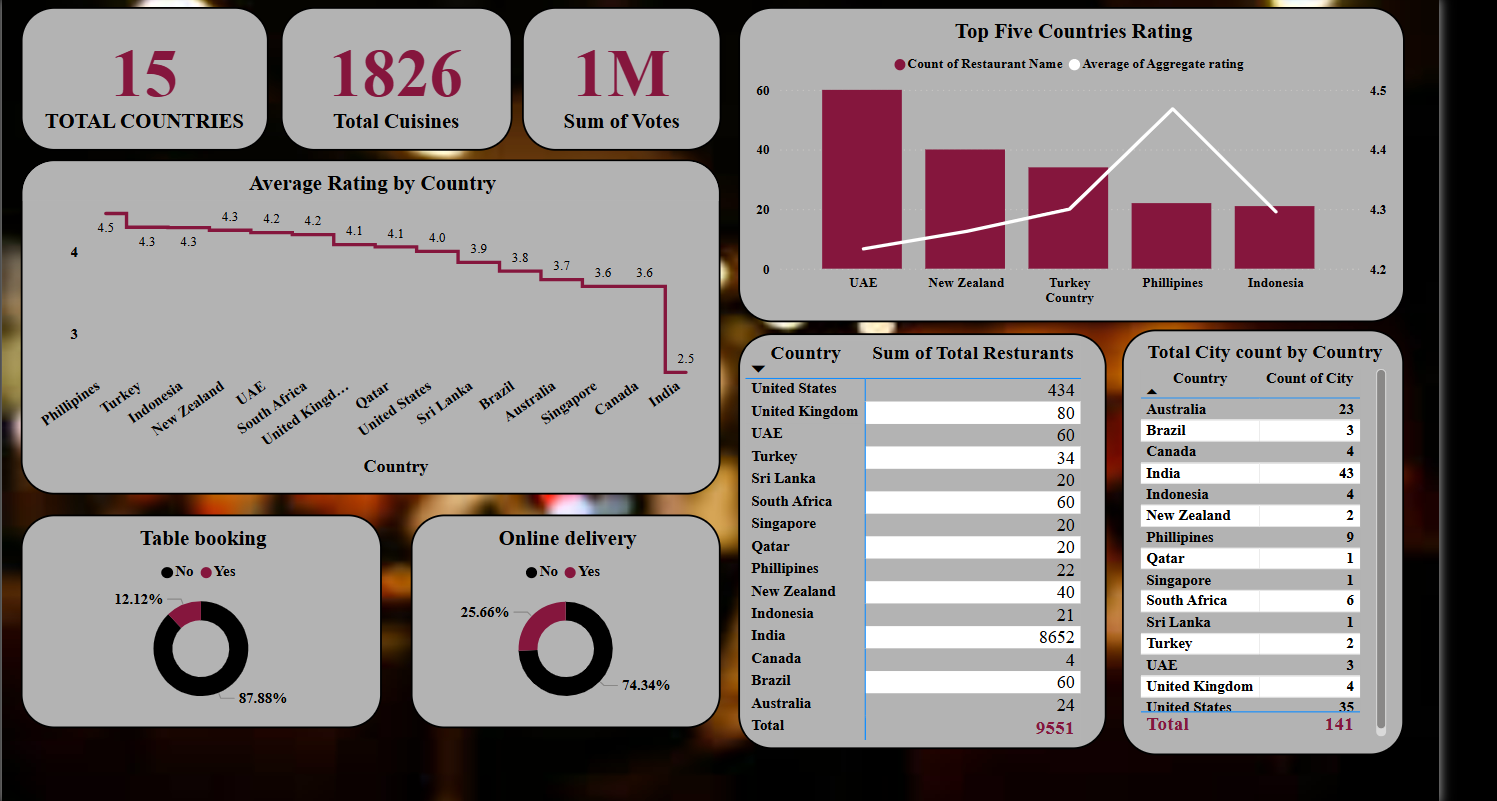 15
TOTAL COUNTRIES
1826
Total Cuisines
1M
Sum of Votes
Average Rating by Country
4
3
4.5
4.3
4.3
4.3
4.2
4.2
4.1
4.1
4.0
3.9
3.8
3.7
3.6
3.6
2.5
Phillipines
Turkey
Indonesia
New Zealand
UAE
South Africa
United Kingd...
Qatar
United States
Sri Lanka
Brazil
Australia
Singapore
Canada
India
Country
Table booking
No Yes
12.12%
87.88%
Online delivery
No Yes
25.66%
74.34%
Top Five Countries Rating
Count of Restaurant Name Average of Aggregate rating
60 4.5
40 4.4
20 4.3
0 4.2
UAE
New Zealand
Turkey
Phillipines
Indonesia
Country
Country Sum of Total Resturants
United States 434
United Kingdom 80
UAE 60
Turkey 34
Sri Lanka 20
South Africa 60
Singapore 20
Qatar 20
Phillipines 22
New Zealand 40
Indonesia 21
India 8652
Canada 4
Brazil 60
Australia 24
Total 9551
Total City count by Country
Country Count of City
Australia 23
Brazil 3
Canada 4
India 43
Indonesia 4
New Zealand 2
Phillipines 9
Qatar 1
Singapore 1
South Africa 6
Sri Lanka 1
Turkey 2
UAE 3
United Kingdom 4
United States 35
Total 141